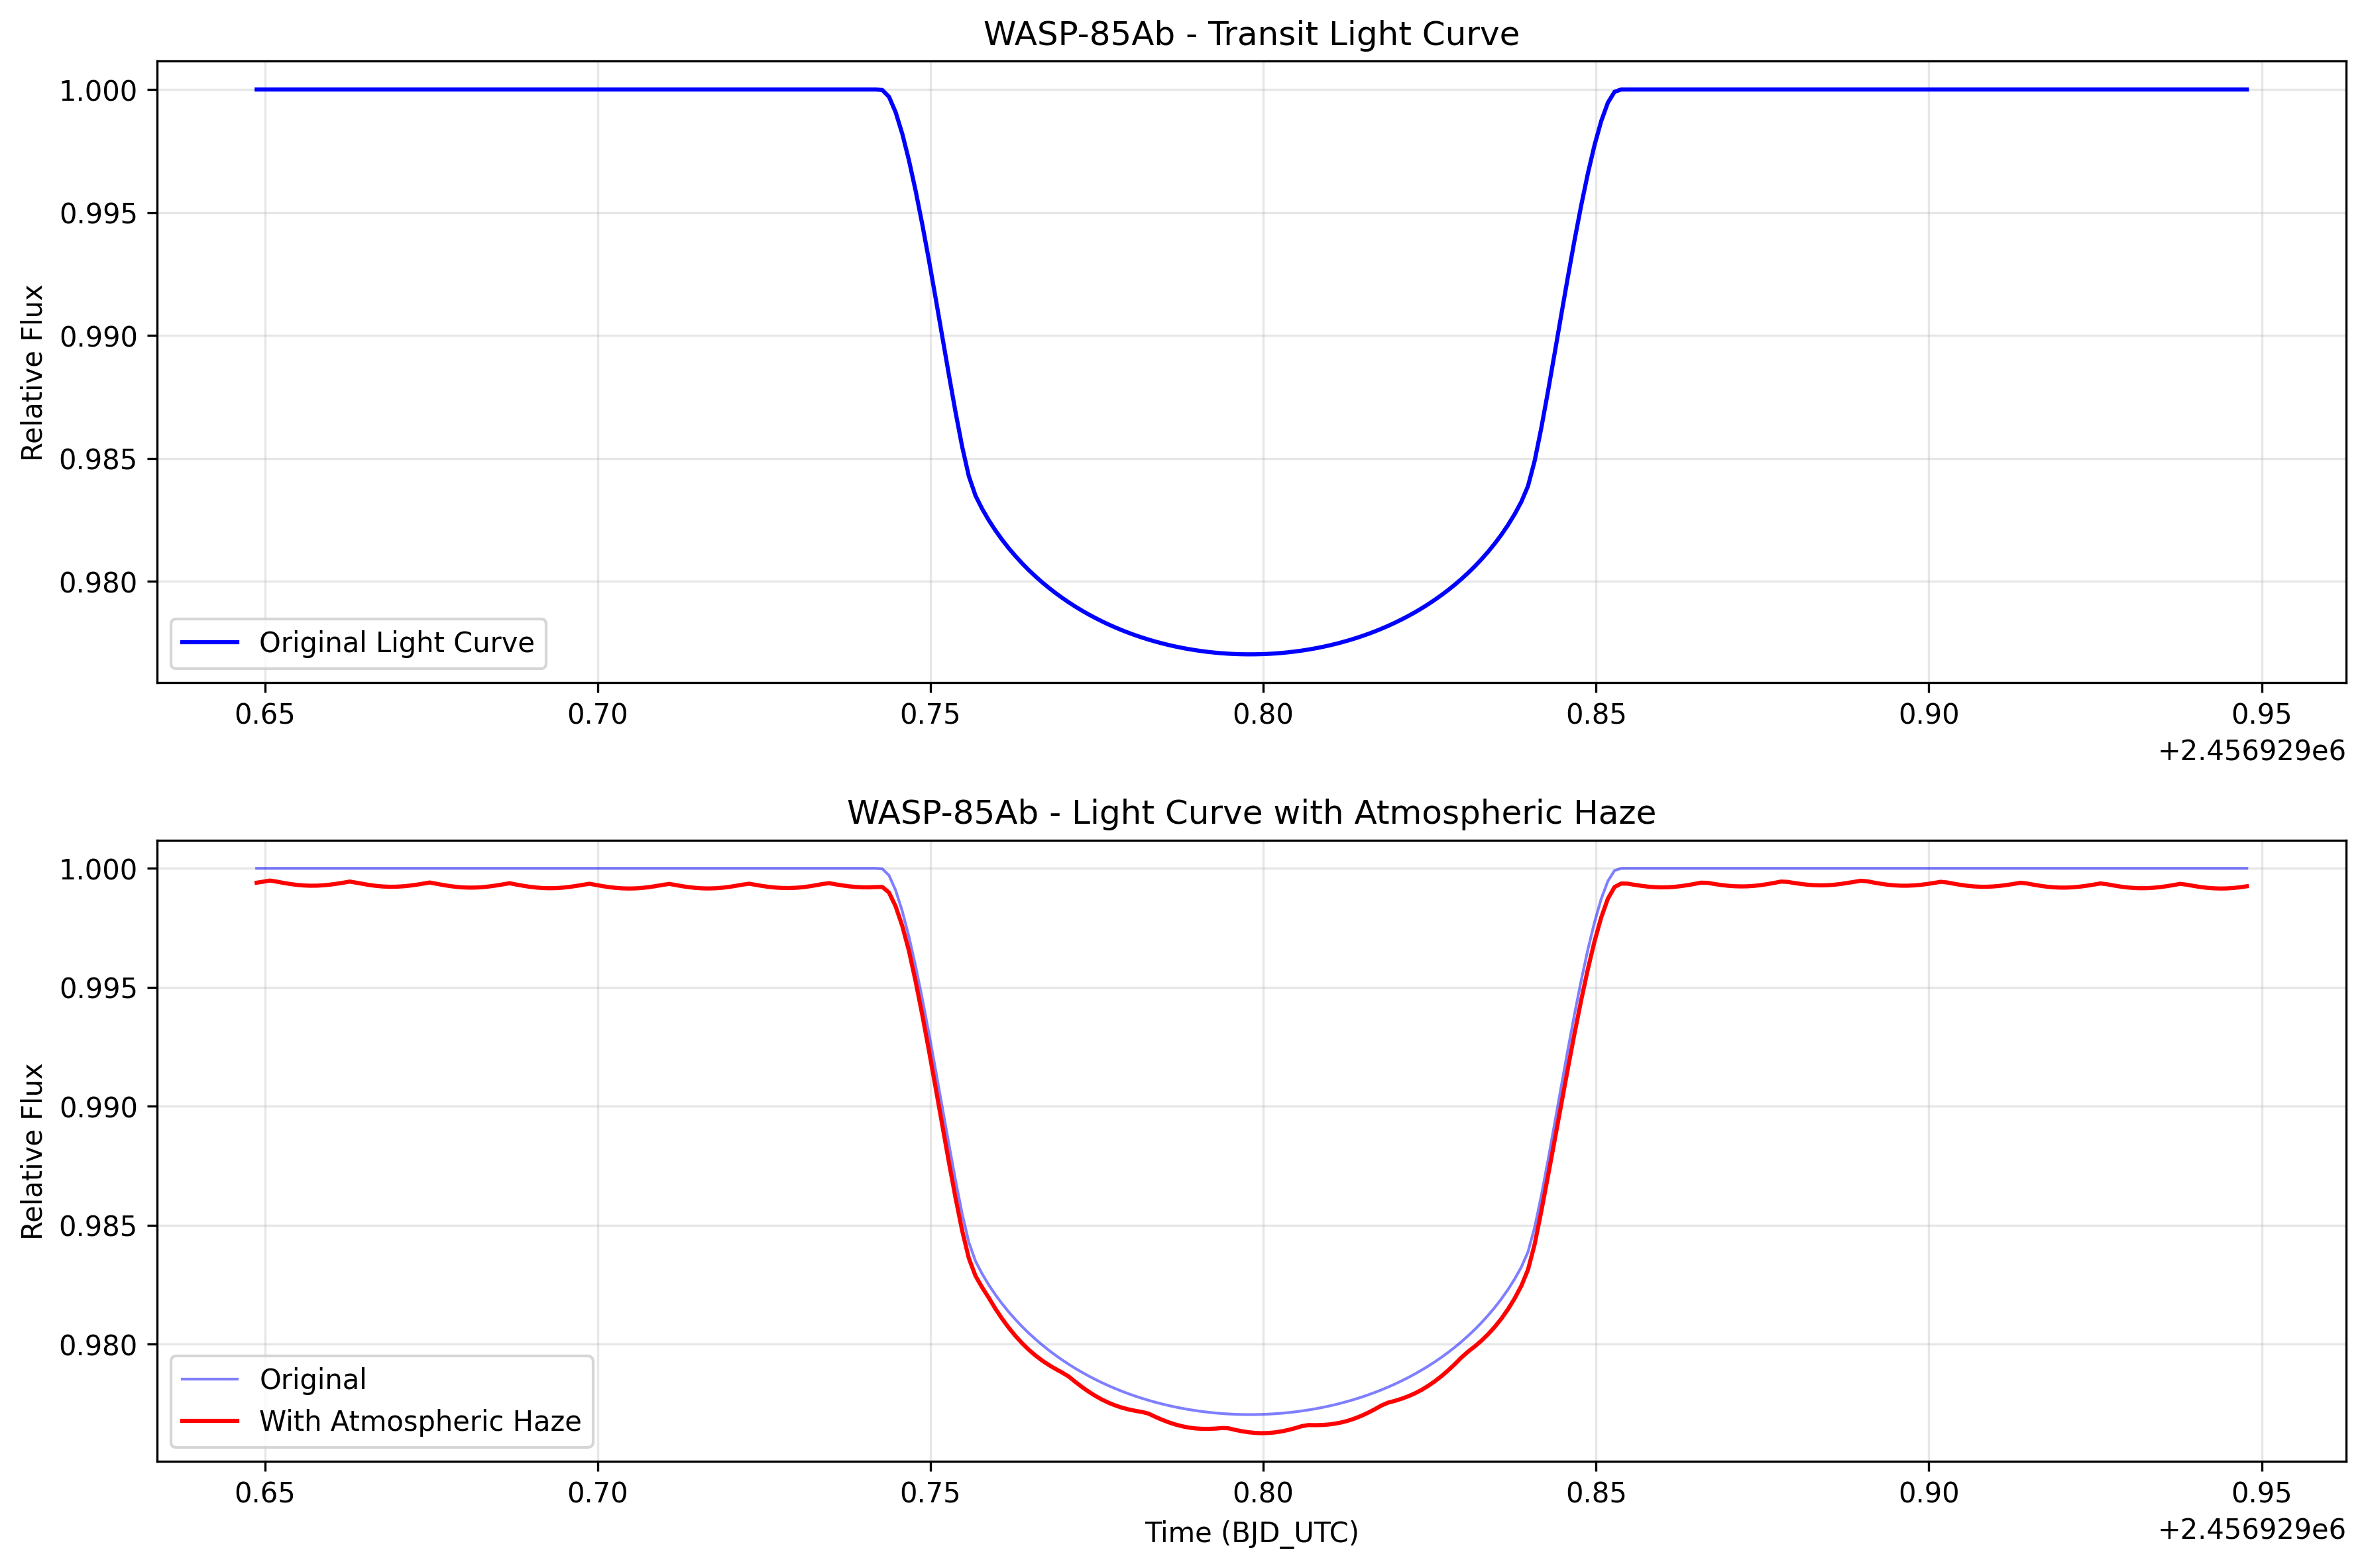 WASP-85Ab - Transit Light Curve
Relative Flux
1.000
0.995
0.990
0.985
0.980
Original Light Curve
0.65 0.70 0.75 0.80 0.85 0.90 0.95
+2.456929e6
WASP-85Ab - Light Curve with Atmospheric Haze
Relative Flux
1.000
0.995
0.990
0.985
0.980
Original
With Atmospheric Haze
0.65 0.70 0.75 0.80 0.85 0.90 0.95
Time (BJD_UTC)
+2.456929e6